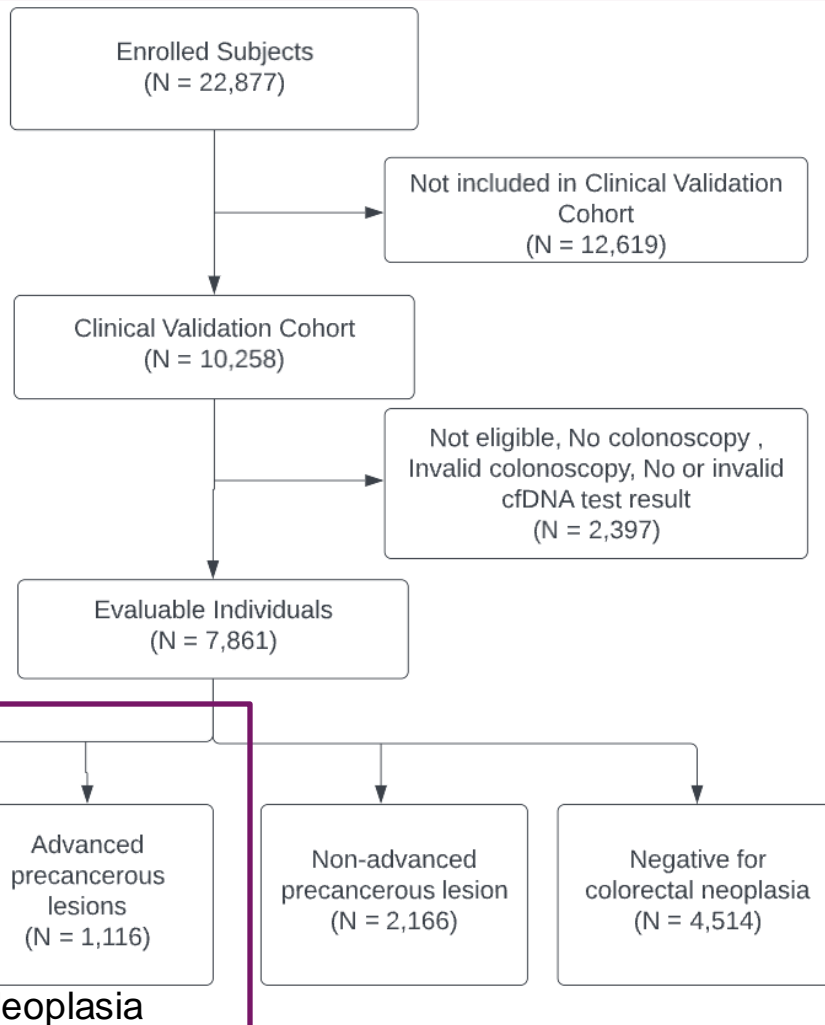 Enrolled Subjects
(N = 22,877)
Not included in Clinical Validation
Cohort
(N = 12,619)
Clinical Validation Cohort
(N = 10,258)
Not eligible, No colonoscopy ,
Invalid colonoscopy, No or invalid
cfDNA test result
(N = 2,397)
Evaluable Individuals
(N = 7,861)
Advanced
precancerous
lesions
(N = 1,116)
Non-advanced
precancerous lesion
(N = 2,166)
Negative for
colorectal neoplasia
(N = 4,514)
eoplasia